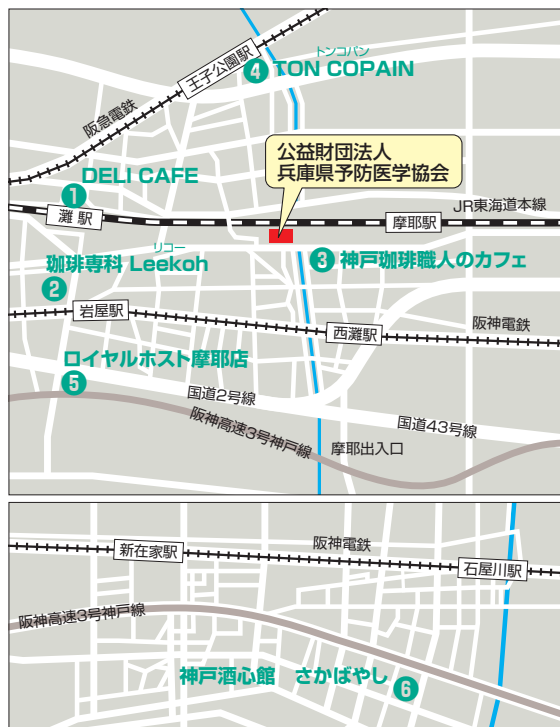 トンコパン
④ TON COPAIN
王子公園駅
阪急電鉄
公益財団法人
兵庫県予防医学協会
DELI CAFE
①
灘駅
JR東海道本線
摩耶駅
リコー
珈琲専科 Leekoh
②
③ 神戸珈琲職人のカフェ
岩屋駅
西灘駅
阪神電鉄
ロイヤルホスト摩耶店
⑤
国道2号線
国道43号線
阪神高速3号神戸線
摩耶出入口
新在家駅
阪神電鉄
石屋川駅
阪神高速3号神戸線
神戸酒心館 さかばやし
⑥